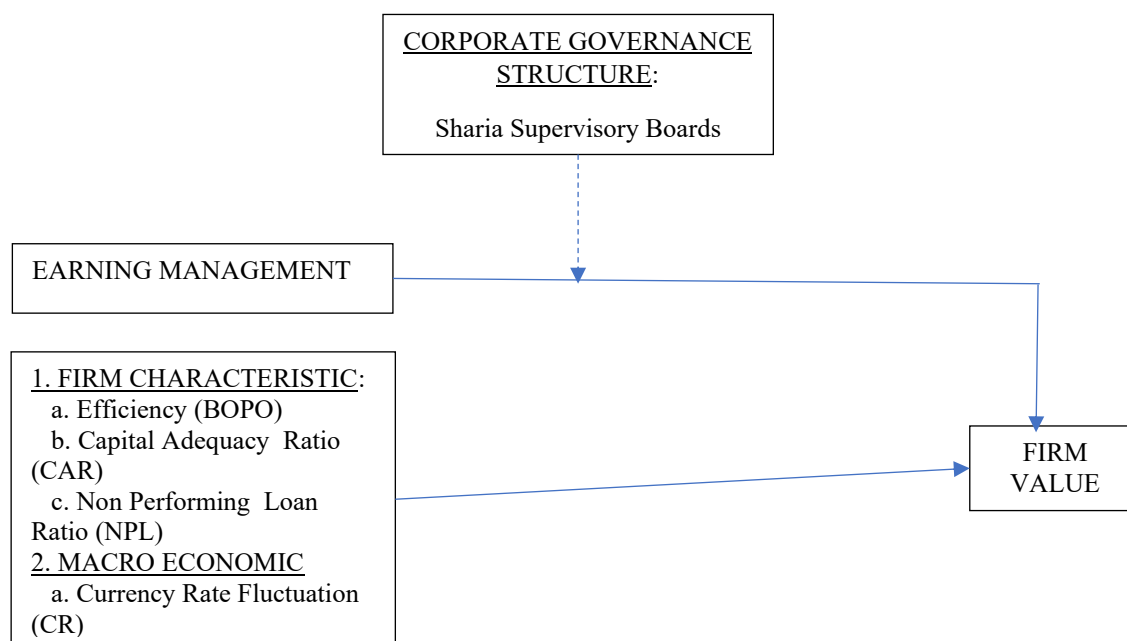 CORPORATE GOVERNANCE
STRUCTURE:
Sharia Supervisory Boards
EARNING MANAGEMENT
1. FIRM CHARACTERISTIC:
a. Efficiency (BOPO)
b. Capital Adequacy Ratio
(CAR)
c. Non Performing Loan
Ratio (NPL)
2. MACRO ECONOMIC
a. Currency Rate Fluctuation
(CR)
FIRM
VALUE